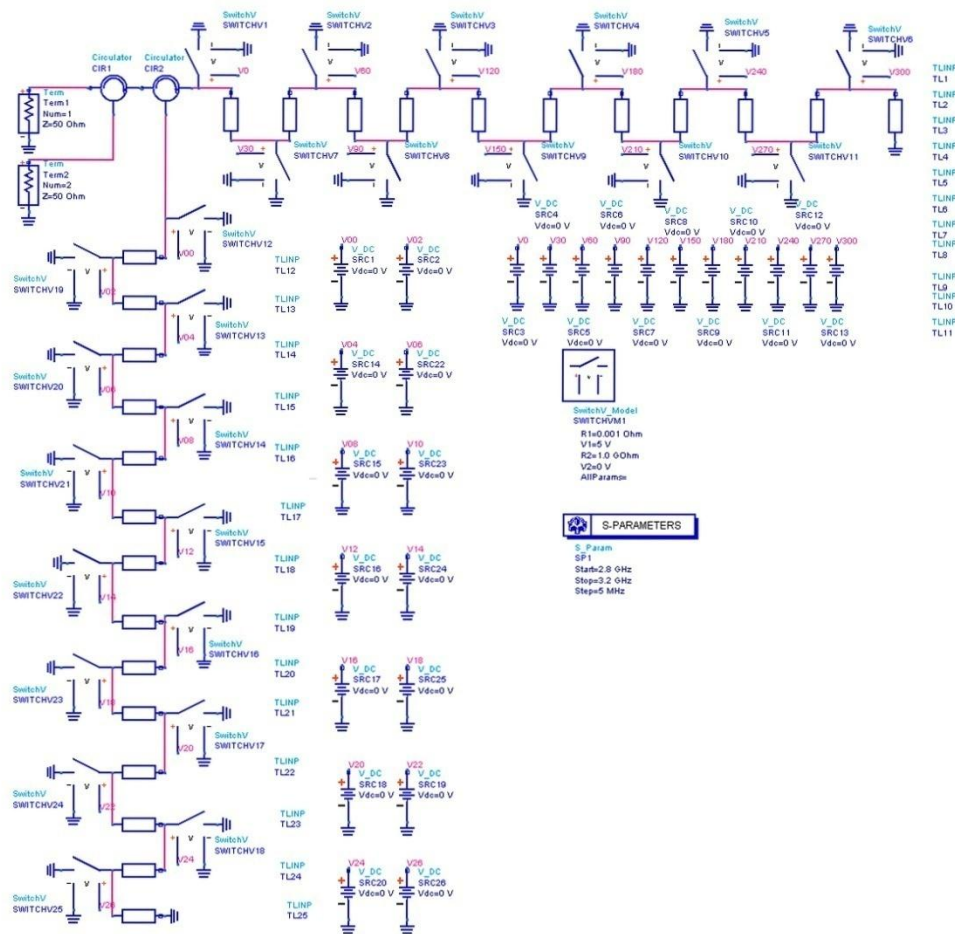 SwitchV
SWITCHV1
SwitchV
SWITCHV2
SwitchV
SWITCHV3
SwitchV
SWITCHV4
SwitchV
SWITCHV5
SwitchV
SWITCHV6
V0
V60
V120
V180
V240
V300
Circulator
CIR1
Circulator
CIR2
Term
Term1
Num=1
Z=50 Ohm
Term2
Num=2
Z=50 Ohm
V30
SwitchV
SWITCHV7
V90
SwitchV
SWITCHV8
V150
SwitchV
SWITCHV9
V210
SwitchV
SWITCHV10
V270
SwitchV
SWITCHV11
TLINP
TL1
TLINP
TL2
TLINP
TL3
TLINP
TL4
TLINP
TL5
TLINP
TL6
TLINP
TL7
TLINP
TL8
TLINP
TL9
TLINP
TL10
TLINP
TL11
V_DC
SRC4
Vdc=0 V
V_DC
SRC6
Vdc=0 V
V_DC
SRC8
Vdc=0 V
V_DC
SRC10
Vdc=0 V
V_DC
SRC12
Vdc=0 V
V0 V30 V60 V90 V120 V150 V180 V210 V240 V270 V300
V_DC
SRC3
Vdc=0 V
V_DC
SRC5
Vdc=0 V
V_DC
SRC7
Vdc=0 V
V_DC
SRC9
Vdc=0 V
V_DC
SRC11
Vdc=0 V
V_DC
SRC13
Vdc=0 V
SwitchV_Model
SWITCHVM1
R1=0.001 Ohm
V1=5 V
R2=1.0 GOhm
V2=0 V
AllParams=
S-PARAMETERS
S_Param
SP1
Start=2.8 GHz
Stop=3.2 GHz
Step=5 MHz
SwitchV
SWITCHV12
V00
SwitchV
SWITCHV19
V02
SwitchV
SWITCHV13
V04
SWITCHV20
SwitchV
SWITCHV14
V08
SwitchV
SWITCHV21
V10
SwitchV
SWITCHV15
V12
SwitchV
SWITCHV22
V14
SwitchV
SWITCHV16
V16
SwitchV
SWITCHV23
SwitchV
SWITCHV17
V20
SwitchV
SWITCHV24
V22
SwitchV
SWITCHV18
V24
SwitchV
SWITCHV25
TLINP
TL12
TLINP
TL13
TLINP
TL14
TLINP
TL15
TLINP
TL16
TLINP
TL17
TLINP
TL18
TLINP
TL19
TLINP
TL20
TLINP
TL21
TLINP
TL22
TLINP
TL23
TLINP
TL24
TLINP
TL25
V00
V_DC
SRC1
Vdc=0 V
V02
V_DC
SRC2
Vdc=0 V
V04
V_DC
SRC14
Vdc=0 V
V06
V_DC
SRC22
Vdc=0 V
V08
V_DC
SRC15
Vdc=0 V
V10
V_DC
SRC23
Vdc=0 V
V12
V_DC
SRC16
Vdc=0 V
V14
V_DC
SRC24
Vdc=0 V
V16
V_DC
SRC17
Vdc=0 V
V18
V_DC
SRC25
Vdc=0 V
V20
V_DC
SRC18
Vdc=0 V
V22
V_DC
SRC19
Vdc=0 V
V24
V_DC
SRC20
Vdc=0 V
V26
V_DC
SRC26
Vdc=0 V